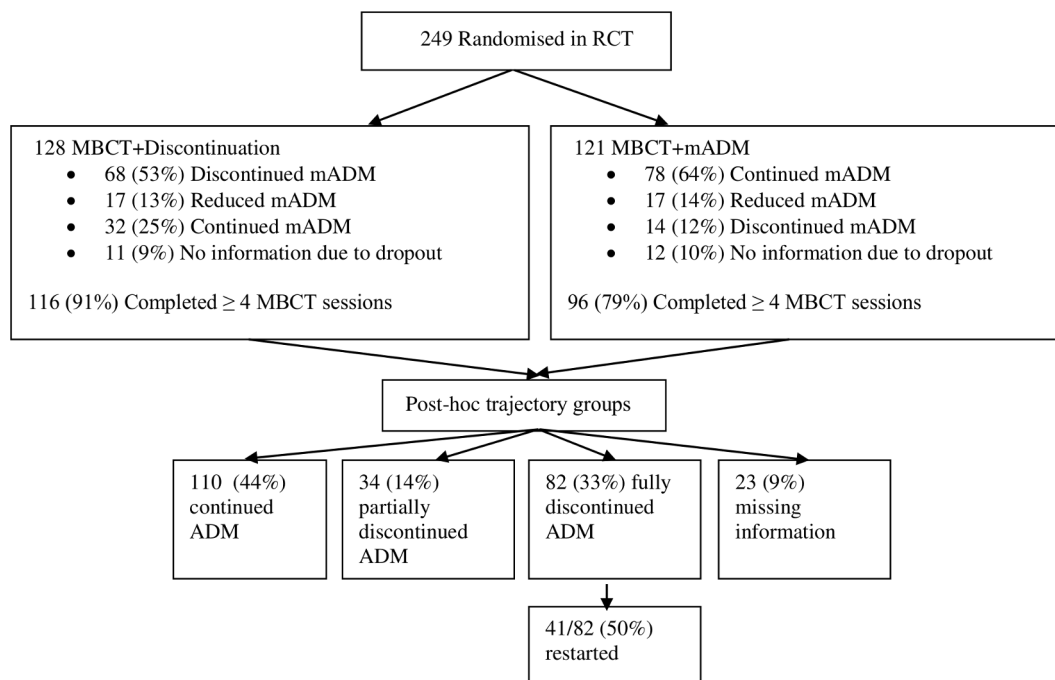 249 Randomised in RCT
128 MBCT+Discontinuation
• 68 (53%) Discontinued mADM
• 17 (13%) Reduced mADM
• 32 (25%) Continued mADM
• 11 (9%) No information due to dropout
116 (91%) Completed ≥ 4 MBCT sessions
121 MBCT+mADM
• 78 (64%) Continued mADM
• 17 (14%) Reduced mADM
• 14 (12%) Discontinued mADM
• 12 (10%) No information due to dropout
96 (79%) Completed ≥ 4 MBCT sessions
Post-hoc trajectory groups
110 (44%)
continued
ADM
34 (14%)
partially
discontinued
ADM
82 (33%) fully
discontinued
ADM
23 (9%)
missing
information
41/82 (50%)
restarted